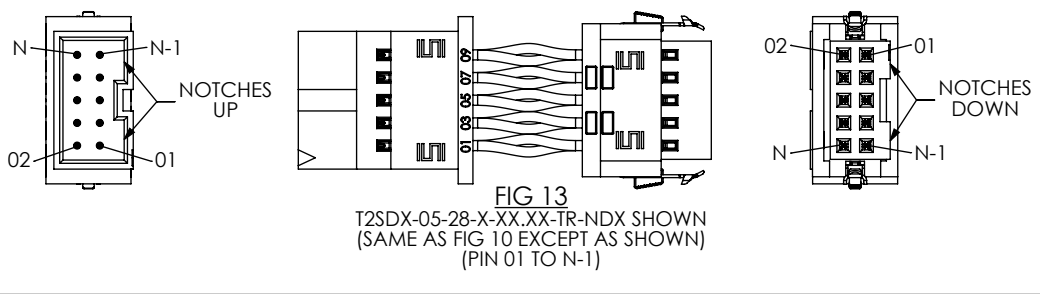 N
N-1
NOTCHES
UP
02
01
09
07
05
03
01
02
01
NOTCHES
DOWN
N
N-1
FIG 13
T2SDX-05-28-X-XX.XX-TR-NDX SHOWN
(SAME AS FIG 10 EXCEPT AS SHOWN)
(PIN 01 TO N-1)